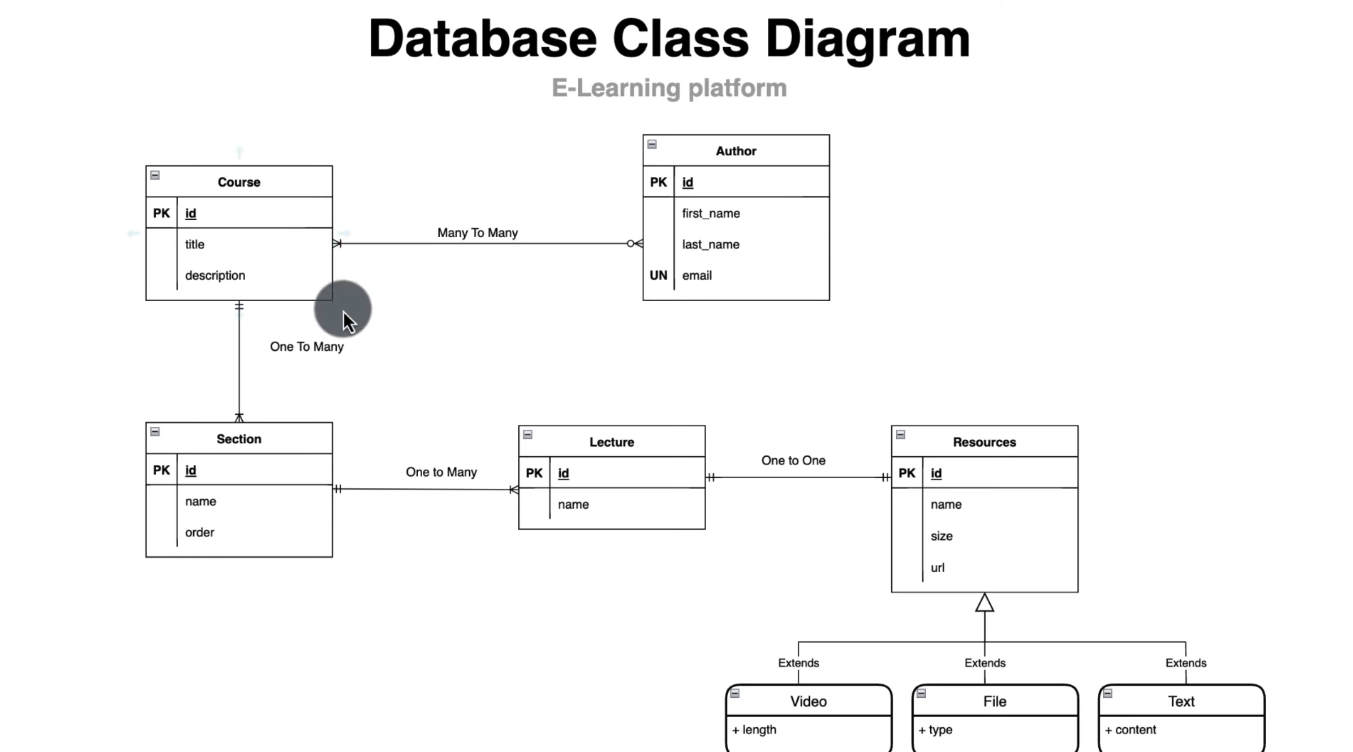 Database Class Diagram
E-Learning platform
Course
PK id
title
description
Many To Many
Author
PK id
first_name
last_name
UN email
One To Many
Section
PK id
name
order
One to Many
Lecture
PK id
name
One to One
Resources
PK id
name
size
url
Extends
Extends
Extends
Video
+ length
File
+ type
Text
+ content